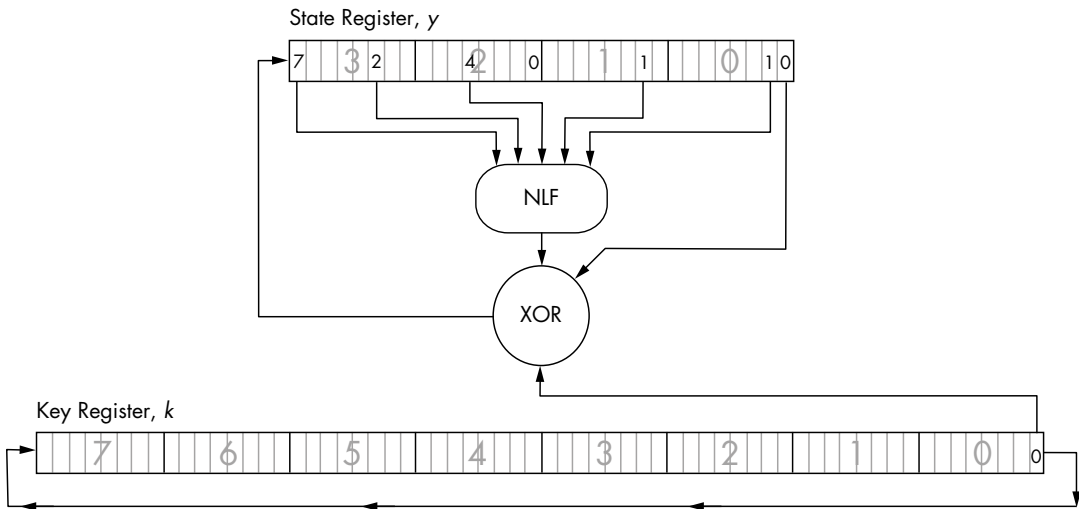 State Register, y
7 3 2 2 4 0 1 1 0 1 0
NLF
XOR
Key Register, k
7 6 5 4 3 2 1 0 0